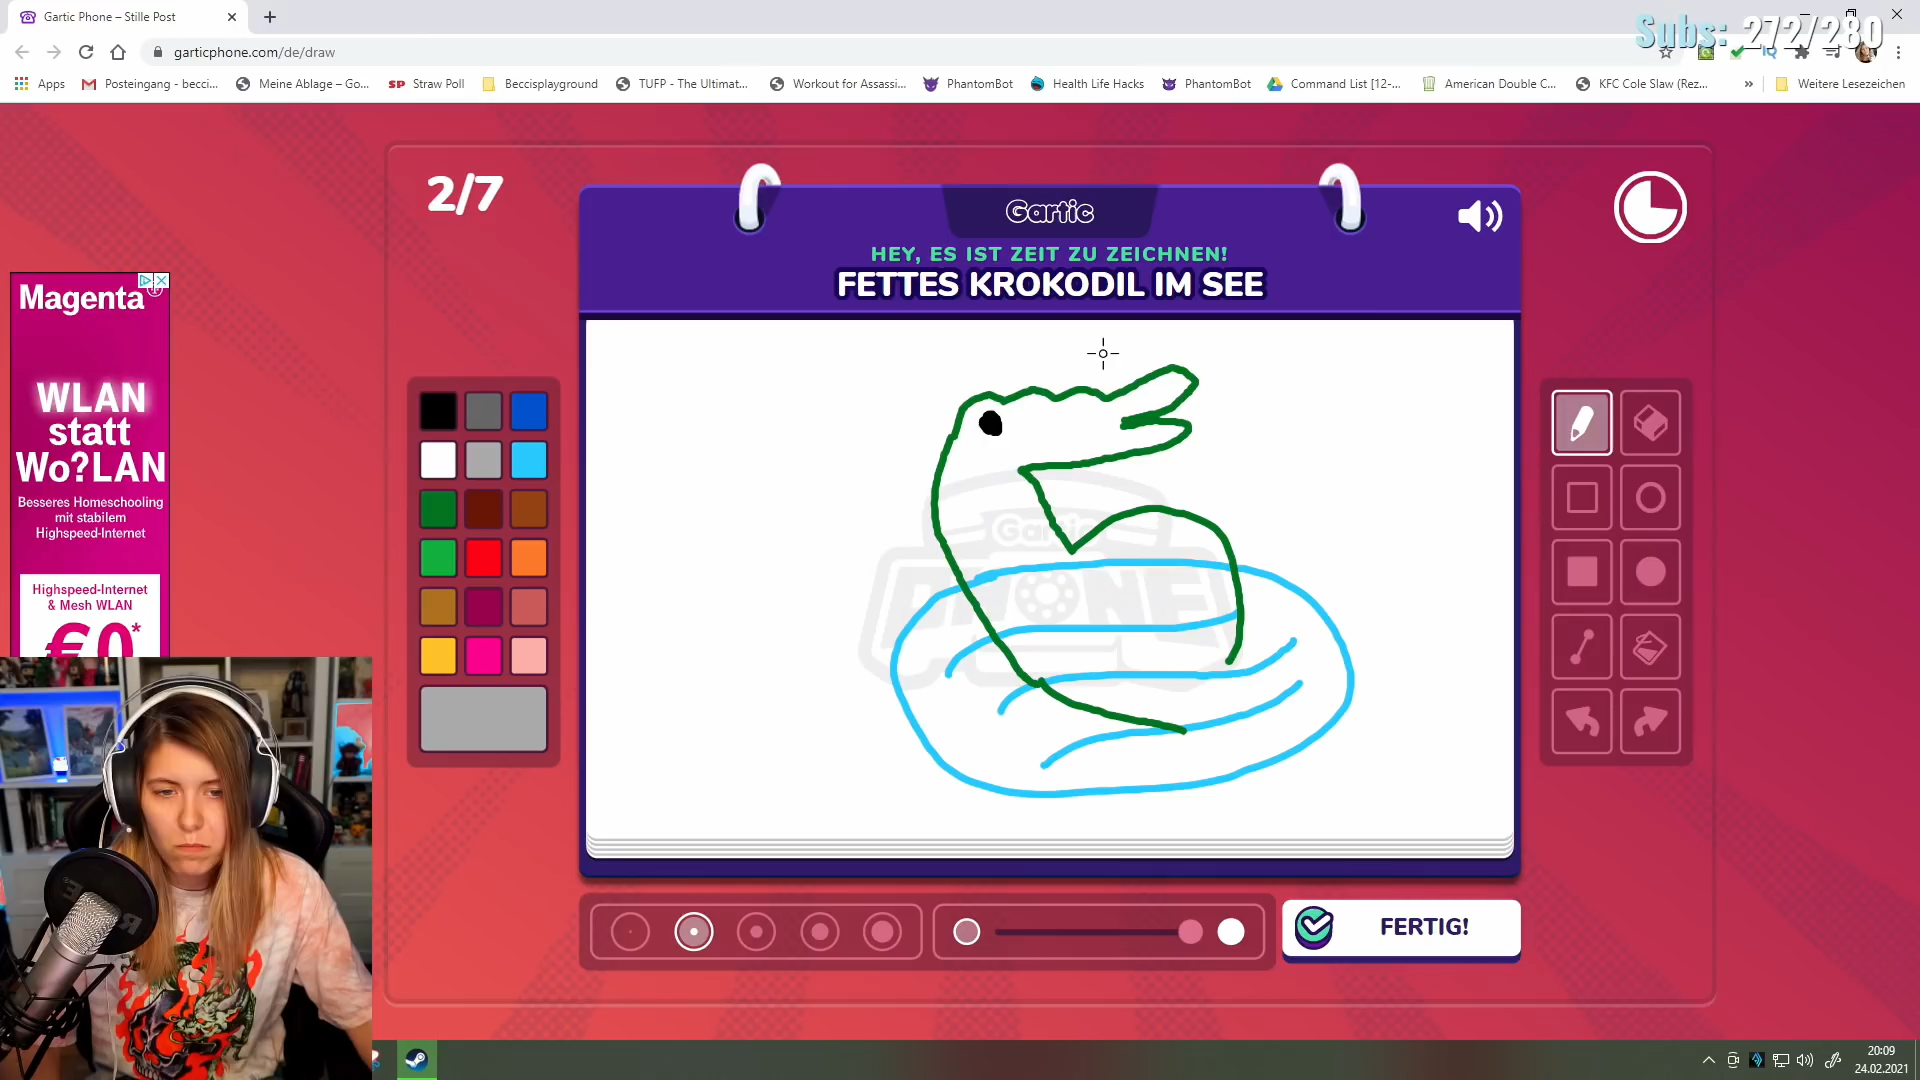 Gartic Phone – Stille Post
Subs: 272/280
garticphone.com/de/draw
Apps
Posteingang - becci...
Meine Ablage – Go...
SP Straw Poll
Beccisplayground
TUFP - The Ultimat...
Workout for Assassi...
PhantomBot
Health Life Hacks
PhantomBot
Command List [12-...
American Double C...
KFC Cole Slaw (Rez...
Weitere Lesezeichen
2/7
Gartic
HEY, ES IST ZEIT ZU ZEICHNEN!
FETTES KROKODIL IM SEE
Magenta
WLAN
statt
Wo?LAN
Besseres Homeschooling
mit stabilem
Highspeed-Internet
Highspeed-Internet
& Mesh WLAN
€0*
Gartic
PHONE
FERTIG!
20:09
24.02.2021